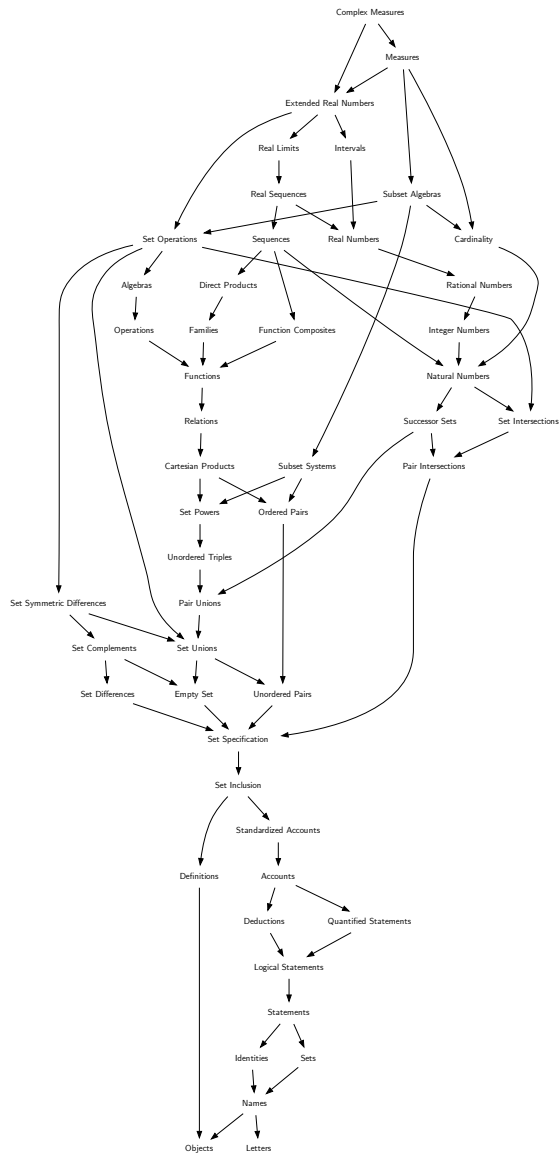 Complex Measures
Measures
Extended Real Numbers
Real Limits
Intervals
Real Sequences
Subset Algebras
Set Operations
Sequences
Real Numbers
Cardinality
Algebras
Direct Products
Rational Numbers
Operations
Families
Function Composites
Integer Numbers
Functions
Natural Numbers
Relations
Successor Sets
Set Intersections
Cartesian Products
Subset Systems
Pair Intersections
Set Powers
Ordered Pairs
Unordered Triples
Set Symmetric Differences
Pair Unions
Set Complements
Set Unions
Set Differences
Empty Set
Unordered Pairs
Set Specification
Set Inclusion
Standardized Accounts
Definitions
Accounts
Deductions
Quantified Statements
Logical Statements
Statements
Identities
Sets
Names
Objects
Letters